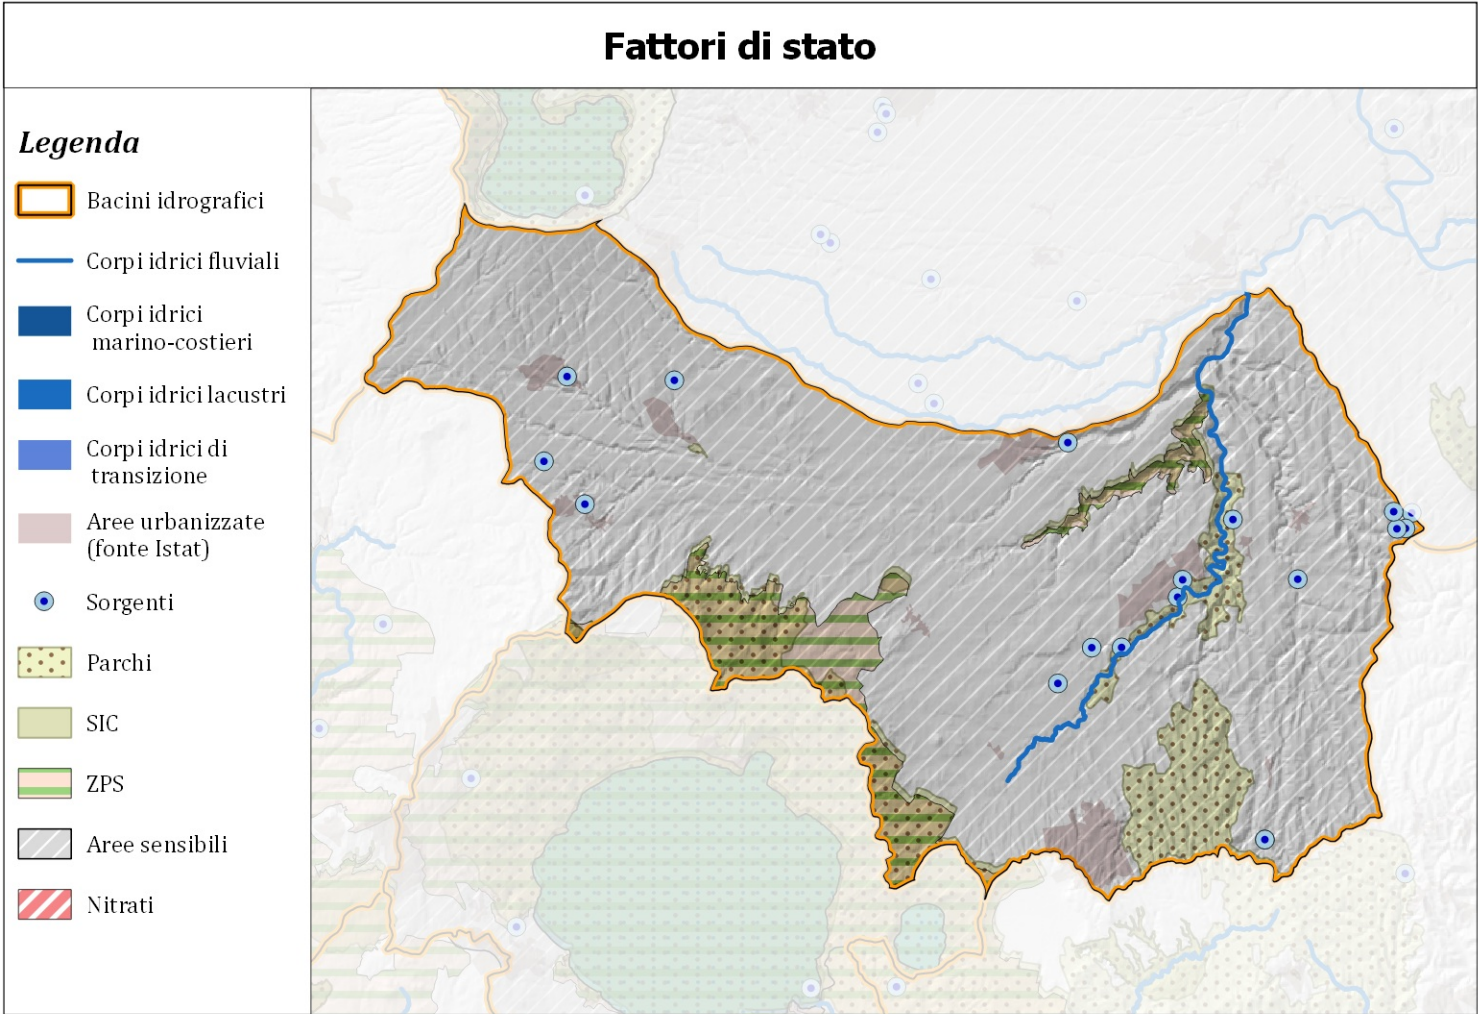 Fattori di stato
Legenda
Bacini idrografici
Corpi idrici fluviali
Corpi idrici
marino-costieri
Corpi idrici lacustri
Corpi idrici di
transizione
Aree urbanizzate
(fonte Istat)
Sorgenti
Parchi
SIC
ZPS
Aree sensibili
Nitrati